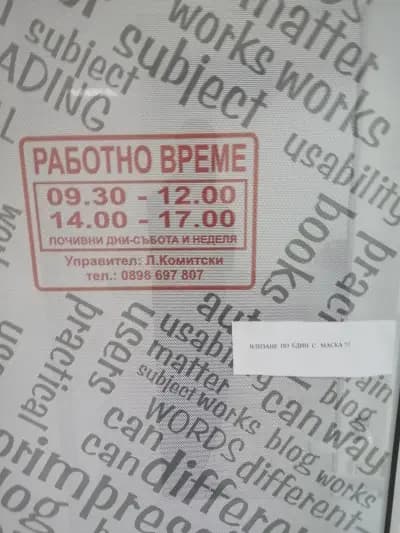 matter
works
subject
subject
works
ADING
usability
books
РАБОТНО ВРЕМЕ
09.30 - 12.00
14.00 - 17.00
ПОЧИВНИ ДНИ-СЪБОТА И НЕДЕЛЯ
Управител: Л.Комитски
тел.: 0898 697 807
ВЛИЗАНЕ ПО ЕДИН С МАСКА !!!
practical
users
usability
matter
subject works blog
WORDS
can way
blog
works
can
can different
different-